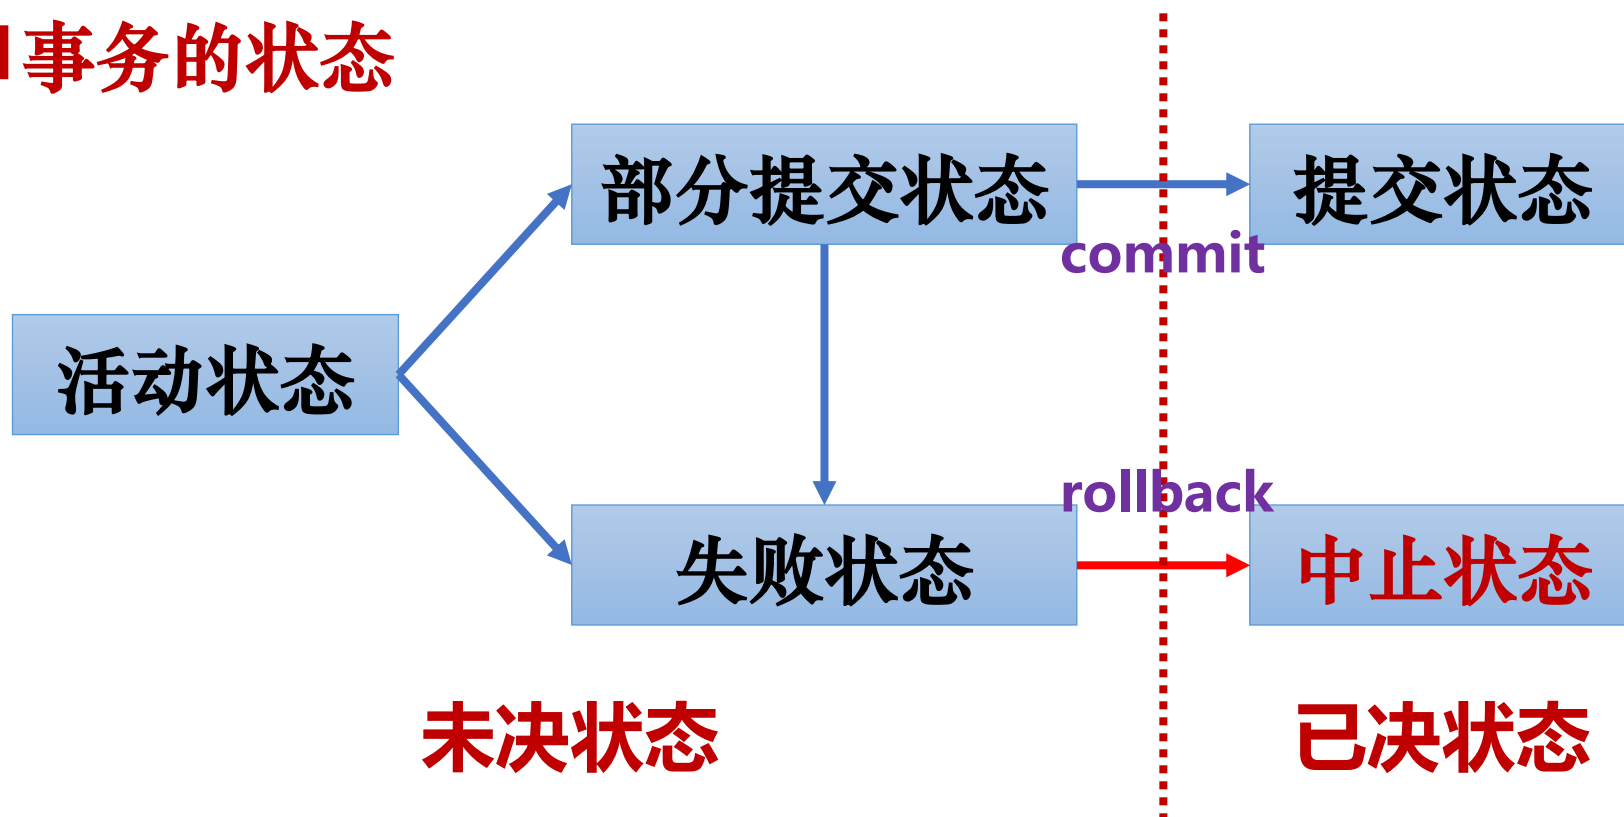 事务的状态
部分提交状态
提交状态
commit
活动状态
rollback
失败状态
中止状态
未决状态
已决状态